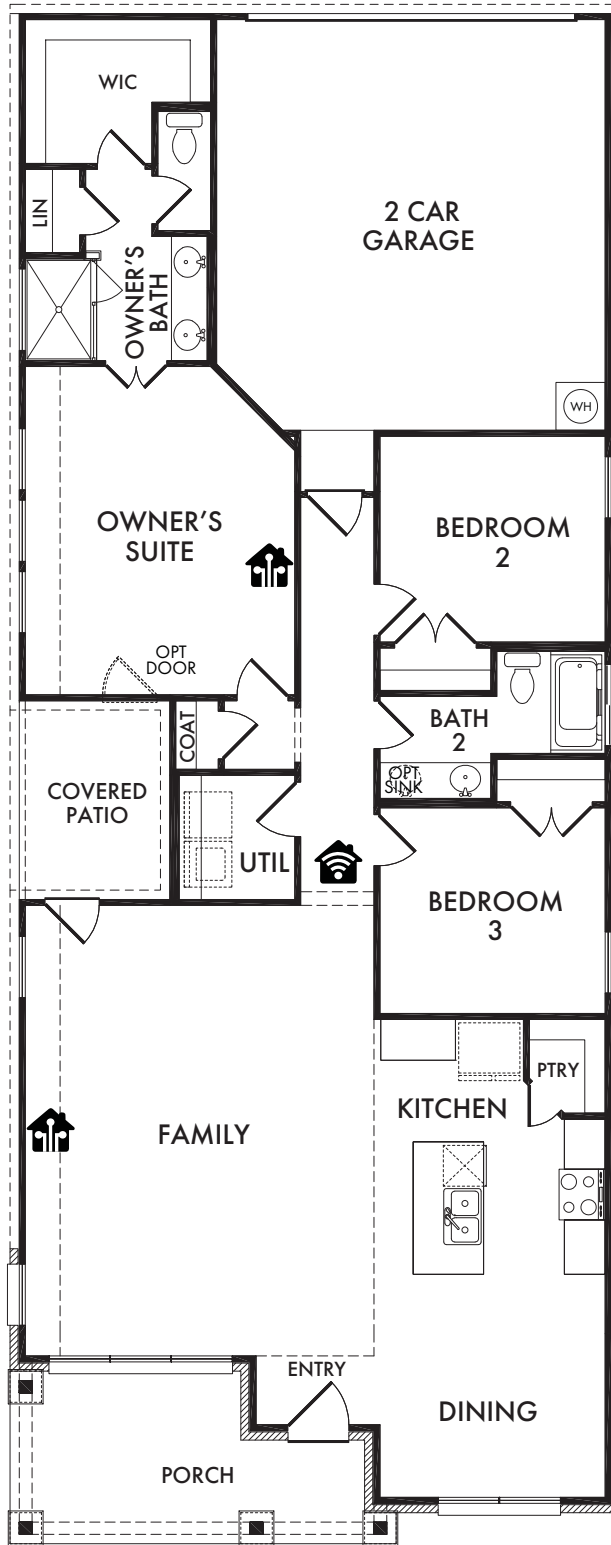 WIC
2 CAR
GARAGE
LIN
OWNER'S
BATH
WH
OWNER'S
SUITE
BEDROOM
2
OPT
DOOR
COAT
BATH
2
OPT
SINK
COVERED
PATIO
UTIL
BEDROOM
3
PTRY
KITCHEN
FAMILY
ENTRY
DINING
PORCH